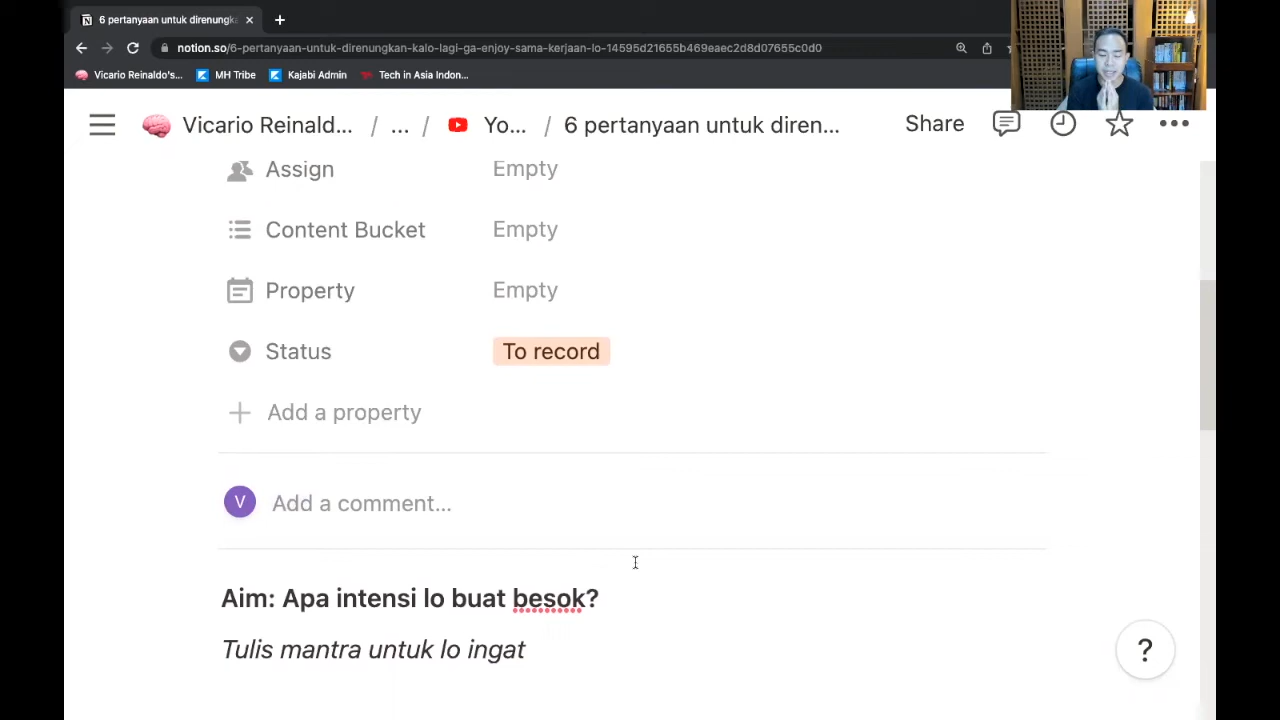 6 pertanyaan untuk direnungka
notion.so/6-pertanyaan-untuk-direnungkan-kalo-lagi-ga-enjoy-sama-kerjaan-lo-14595d21655b469eaec2d8d07655c0d0
Vicario Reinaldo's... MH Tribe Kajabi Admin Tech in Asia Indon...
Vicario Reinald... / ... / Yo... / 6 pertanyaan untuk diren... Share
Assign Empty
Content Bucket Empty
Property Empty
Status To record
Add a property
V Add a comment...
Aim: Apa intensi lo buat besok?
Tulis mantra untuk lo ingat
?